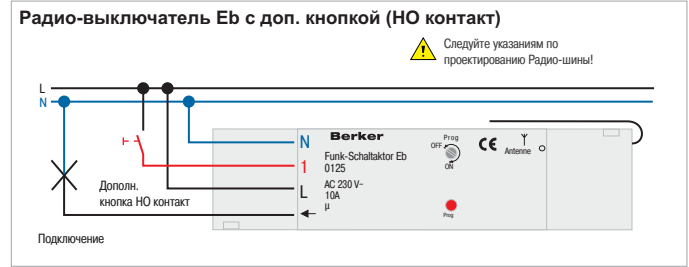 Радио-выключатель Eb с доп. кнопкой (НО контакт)
Следуйте указаниям по
проектированию Радио-шины!
L
N
N
1
L
Berker
Funk-Schaltaktor Eb
0125
AC 230 V~
10A
µ
Prog
OFF
ON
Prog
CE
Antenne
Дополн.
кнопка НО контакт
Подключение